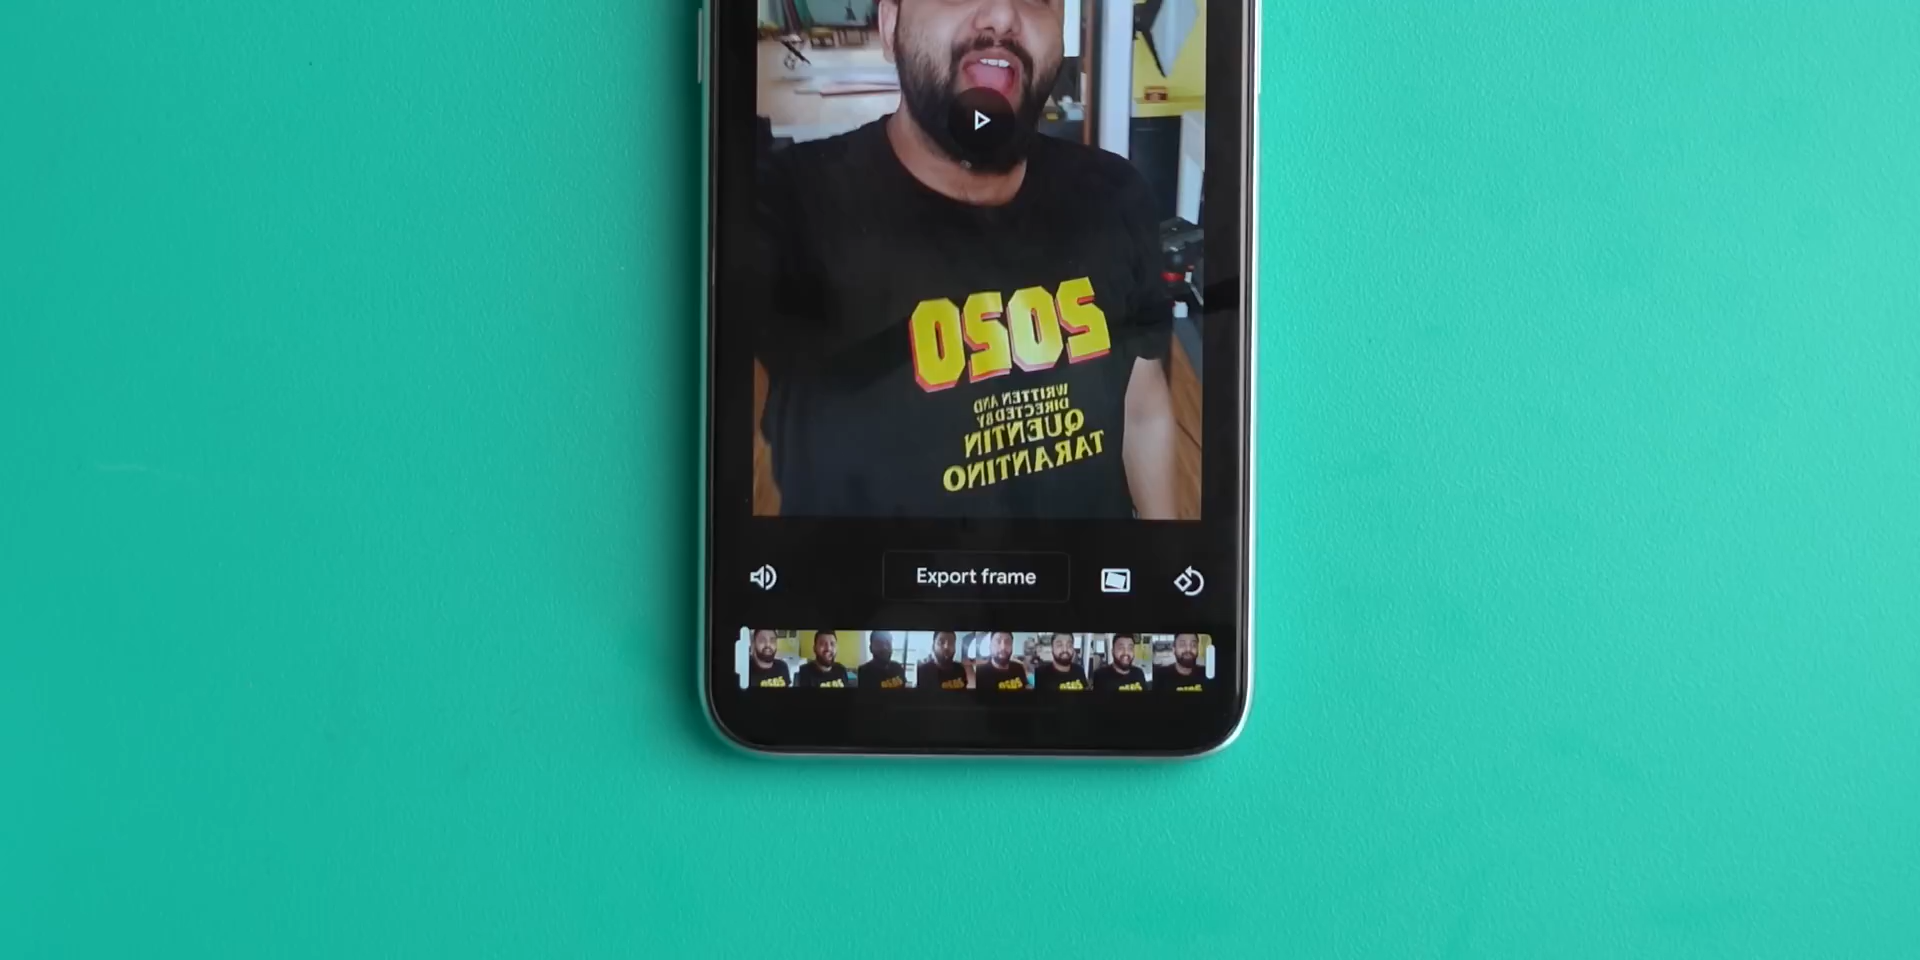 2020
WRITTEN AND
DIRECTED BY
QUENTIN
TARANTINO
Export frame